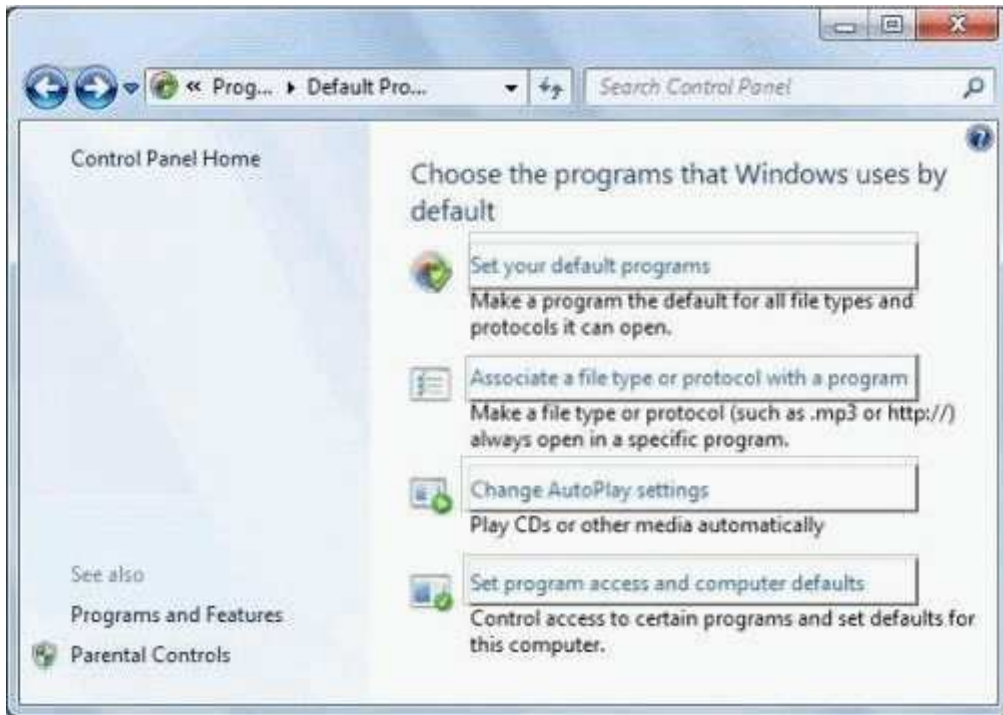 « Prog... ▸ Default Pro...
Search Control Panel
Control Panel Home
Choose the programs that Windows uses by
default
Set your default programs
Make a program the default for all file types and
protocols it can open.
Associate a file type or protocol with a program
Make a file type or protocol (such as .mp3 or http://)
always open in a specific program.
Change AutoPlay settings
Play CDs or other media automatically
Set program access and computer defaults
Control access to certain programs and set defaults for
this computer.
See also
Programs and Features
Parental Controls